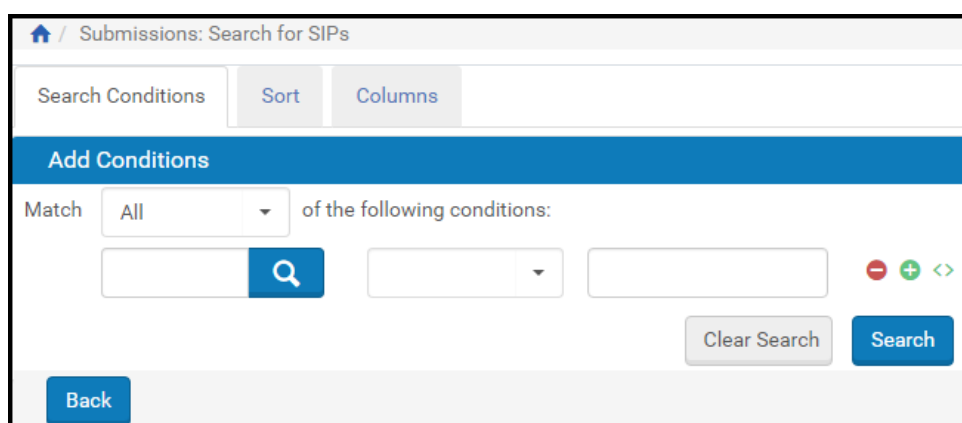 / Submissions: Search for SIPs
Search Conditions Sort Columns
Add Conditions
Match All of the following conditions:
Clear Search Search
Back